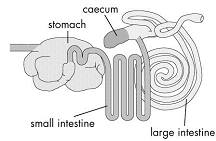 caecum
stomach
small intestine
large intestine